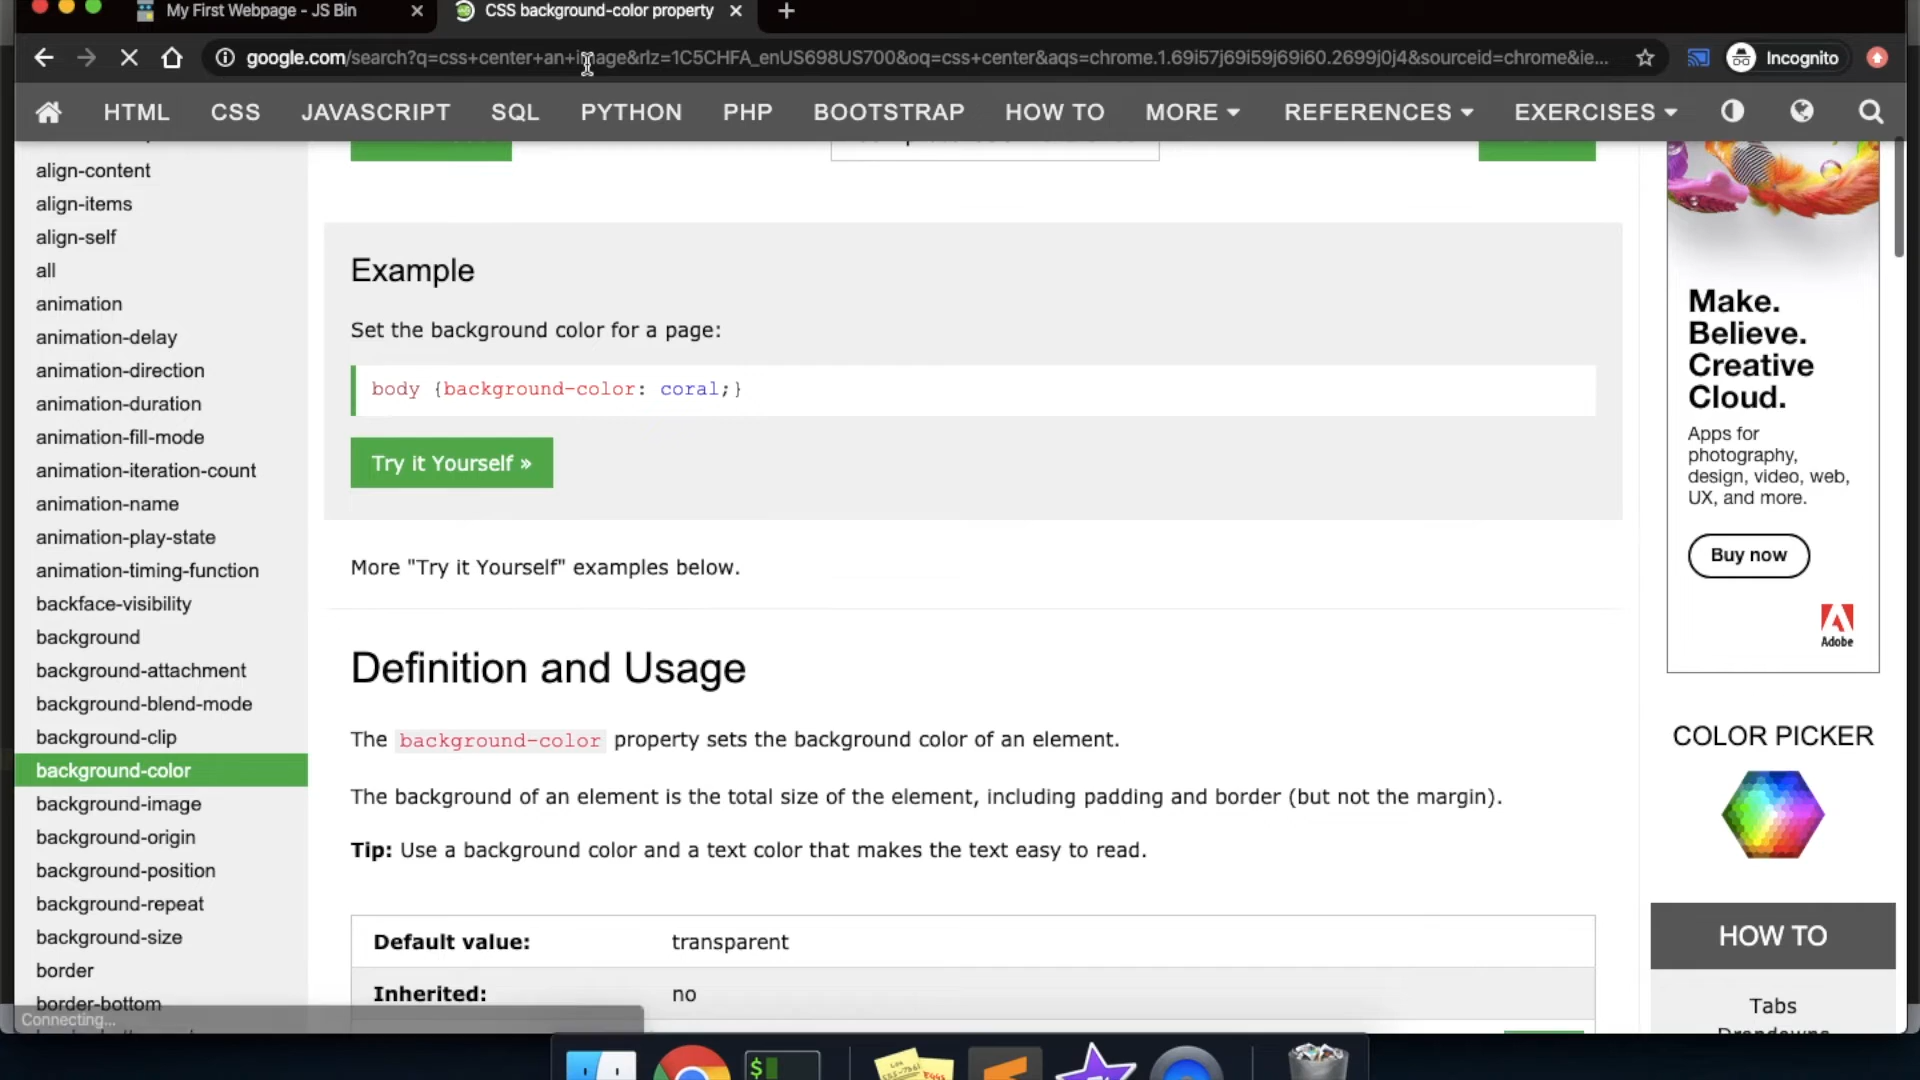 My First Webpage - JS Bin
CSS background-color property
google.com/search?q=css+center+an+image&rlz=1C5CHFA_enUS698US700&oq=css+center&aqs=chrome.1.69i57j69i59j69i60.2699j0j4&sourceid=chrome&ie...
Incognito
HTML
CSS
JAVASCRIPT
SQL
PYTHON
PHP
BOOTSTRAP
HOW TO
MORE
REFERENCES
EXERCISES
align-content
align-items
align-self
all
animation
animation-delay
animation-direction
animation-duration
animation-fill-mode
animation-iteration-count
animation-name
animation-play-state
animation-timing-function
backface-visibility
background
background-attachment
background-blend-mode
background-clip
background-color
background-image
background-origin
background-position
background-repeat
background-size
border
border-bottom
Connecting...
Example
Set the background color for a page:
body {background-color: coral;}
Try it Yourself »
More "Try it Yourself" examples below.
Definition and Usage
The background-color property sets the background color of an element.
The background of an element is the total size of the element, including padding and border (but not the margin).
Tip: Use a background color and a text color that makes the text easy to read.
Default value: transparent
Inherited: no
Make.
Believe.
Creative
Cloud.
Apps for
photography,
design, video, web,
UX, and more.
Buy now
Adobe
COLOR PICKER
HOW TO
Tabs